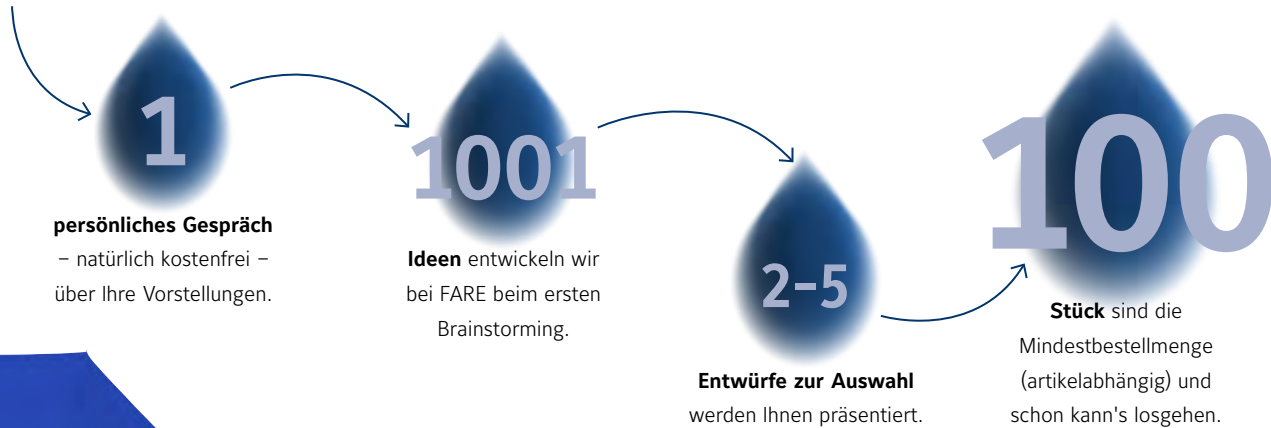 1
persönliches Gespräch
– natürlich kostenfrei –
über Ihre Vorstellungen.
1001
Ideen entwickeln wir
bei FARE beim ersten
Brainstorming.
2-5
Entwürfe zur Auswahl
werden Ihnen präsentiert.
100
Stück sind die
Mindestbestellmenge
(artikelabhängig) und
schon kann's losgehen.